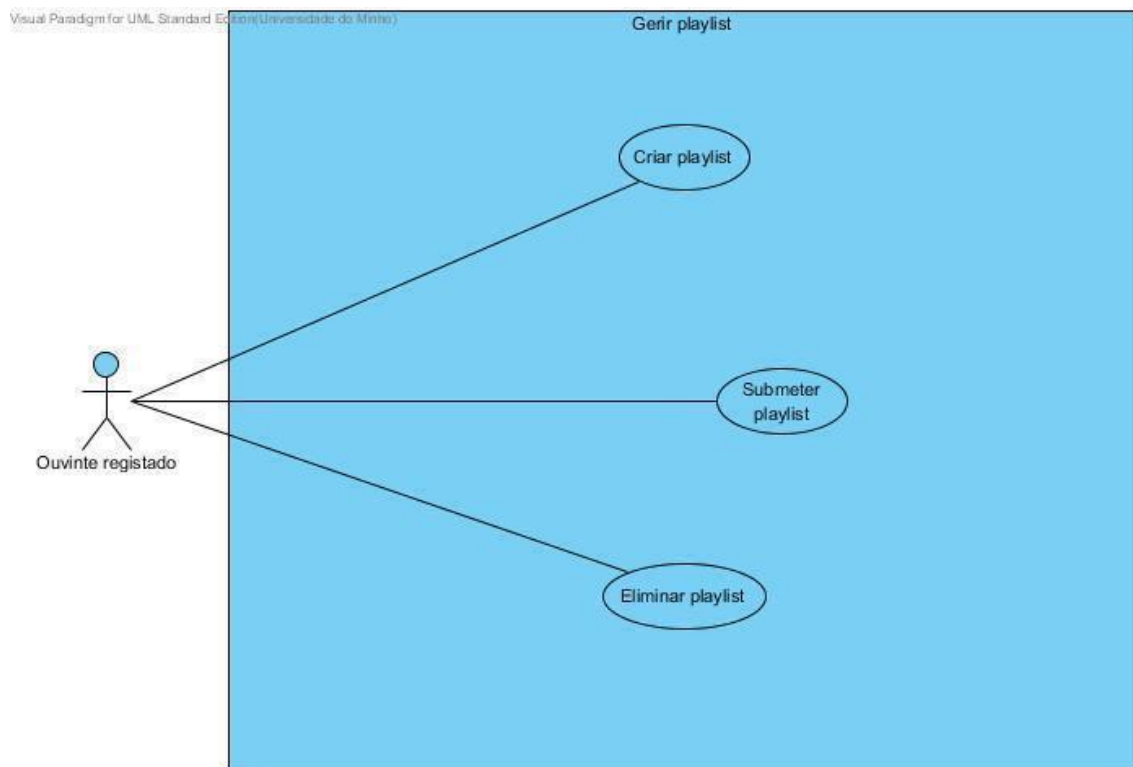 Visual Paradigm for UML Standard Edition(Universidade do Minho)
Gerir playlist
Criar playlist
Submeter
playlist
Ouvinte registado
Eliminar playlist